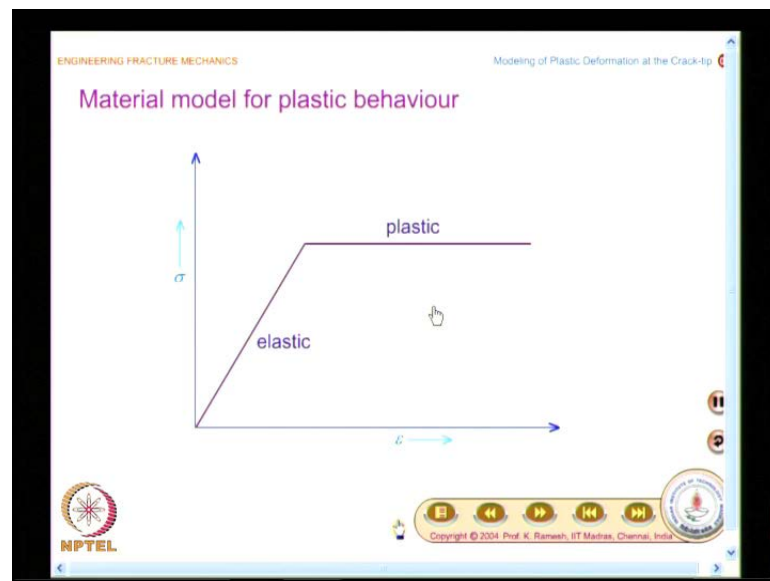 ENGINEERING FRACTURE MECHANICS
Modeling of Plastic Deformation at the Crack-tip
Material model for plastic behaviour
plastic
σ
elastic
ε
NPTEL
Copyright © 2004 Prof. K. Ramesh, IIT Madras, Chennai, India